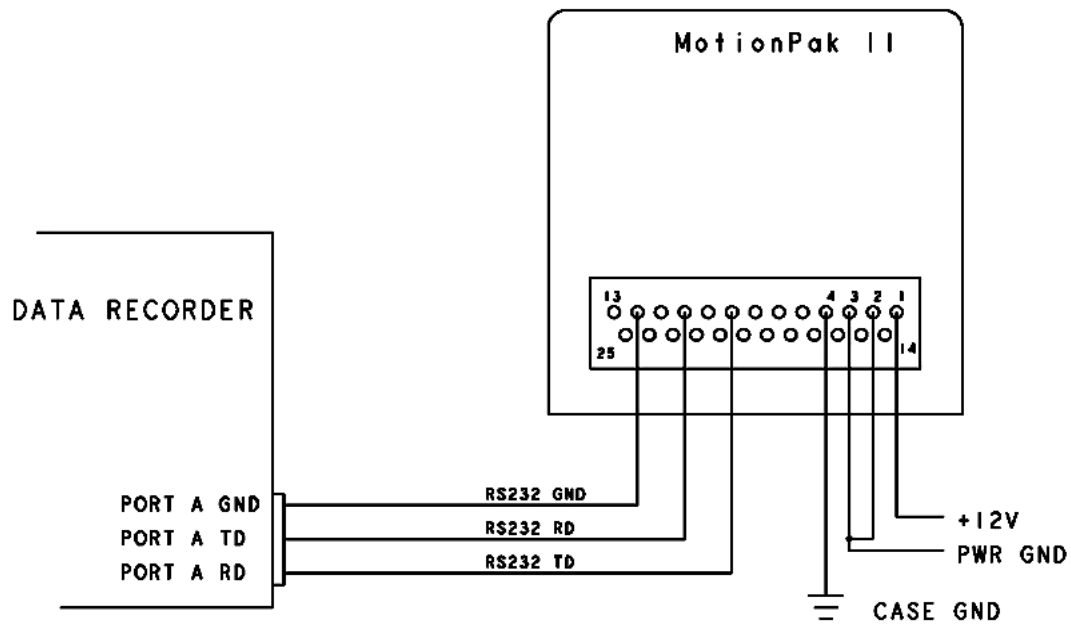 MotionPak II
13 4 3 2 1
25 14
DATA RECORDER
PORT A GND
RS232 GND
PORT A TD
RS232 RD
PORT A RD
RS232 TD
+12V
PWR GND
CASE GND